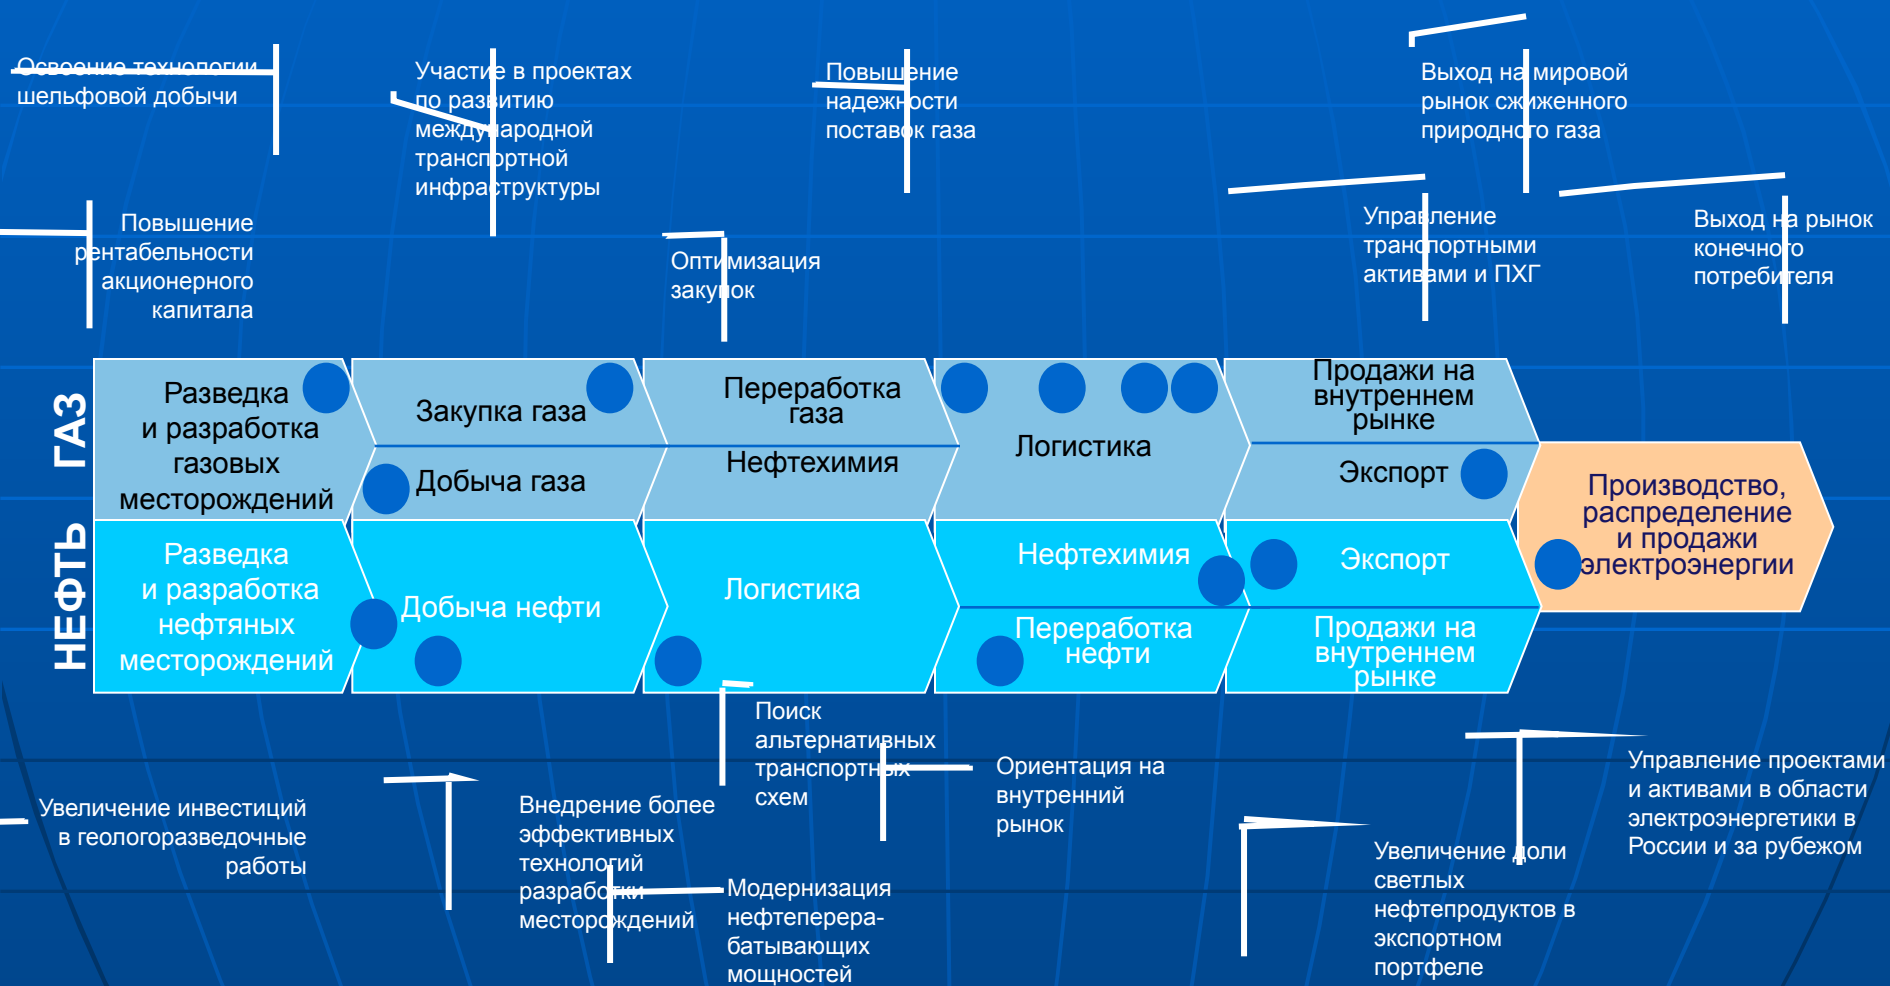 Освоение технологии
шельфовой добычи
Участие в проектах
по развитию
международной
транспортной
инфраструктуры
Повышение
надежности
поставок газа
Выход на мировой
рынок сжиженного
природного газа
Повышение
рентабельности
акционерного
капитала
Оптимизация
закупок
Управление
транспортными
активами и ПХГ
Выход на рынок
конечного
потребителя
ГАЗ
Разведка
и разработка
газовых
месторождений
Закупка газа
Добыча газа
Переработка
газа
Нефтехимия
Логистика
Продажи на
внутреннем
рынке
Экспорт
Производство,
распределение
и продажи
электроэнергии
НЕФТЬ
Разведка
и разработка
нефтяных
месторождений
Добыча нефти
Логистика
Нефтехимия
Переработка
нефти
Экспорт
Продажи на
внутреннем
рынке
Увеличение инвестиций
в геологоразведочные
работы
Внедрение более
эффективных
технологий
разработки
месторождений
Поиск
альтернативных
транспортных
схем
Модернизация
нефтеперера-
батывающих
мощностей
Ориентация на
внутренний
рынок
Увеличение доли
светлых
нефтепродуктов в
экспортном
портфеле
Управление проектами
и активами в области
электроэнергетики в
России и за рубежом